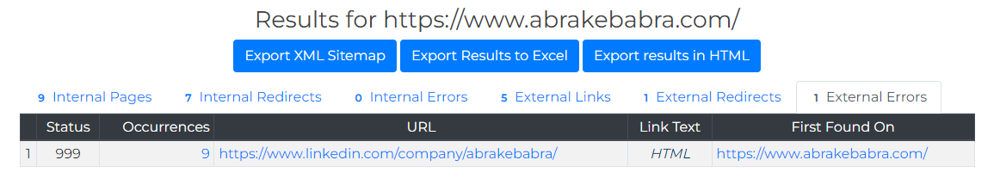 Results for https://www.abrakebabra.com/
Export XML Sitemap Export Results to Excel Export results in HTML
9 Internal Pages 7 Internal Redirects 0 Internal Errors 5 External Links 1 External Redirects 1 External Errors
Status Occurrences URL Link Text First Found On
1 999 9 https://www.linkedin.com/company/abrakebabra/ HTML https://www.abrakebabra.com/